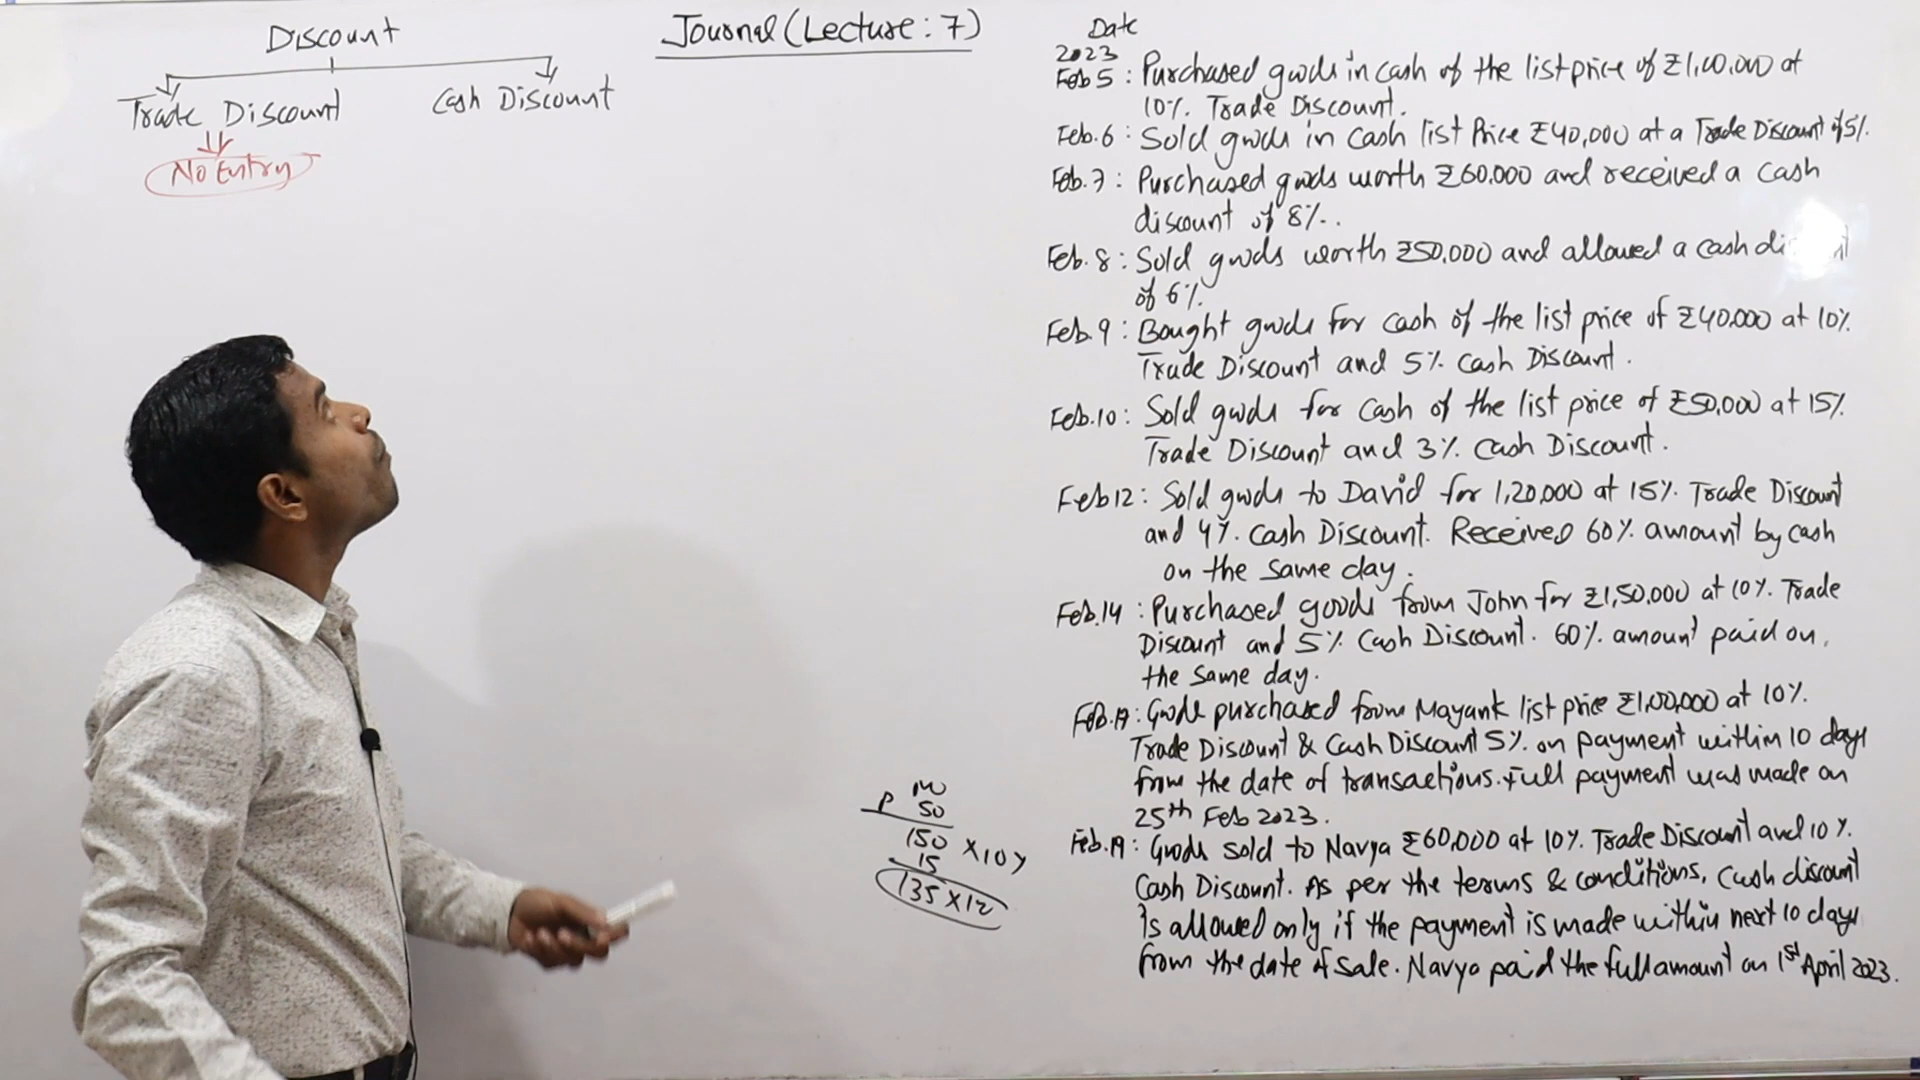 Discount
Trade Discount
Cash Discount
No Entry
Journal (Lecture : 7)
100
P 50
150 x 10%
15
135 x 12
Date
2023
Feb 5 : Purchased goods in cash of the list price of ₹1,00,000 at
10% Trade Discount.
Feb. 6 : Sold goods in cash list Price ₹40,000 at a Trade Discount of 5%.
Feb. 7 : Purchased goods worth ₹60,000 and received a cash
discount of 8%..
Feb. 8 : Sold goods worth ₹50,000 and allowed a cash
of 6%
Feb. 9 : Bought goods for cash of the list price of ₹40,000 at 10%.
Trade Discount and 5% Cash Discount.
Feb. 10 : Sold goods for cash of the list price of ₹50,000 at 15%
Trade Discount and 3% Cash Discount.
Feb 12 : Sold goods to David for 1,20,000 at 15% Trade Discount
and 4% Cash Discount. Received 60% amount by cash
on the same day.
Feb. 14 : Purchased goods from John for ₹1,50,000 at 10% Trade
Discount and 5% Cash Discount. 60% amount paid on
the same day.
Feb. 17 : Goods purchased from Mayank list price ₹1,00,000 at 10%.
Trade Discount & Cash Discount 5% on payment within 10 days
from the date of transactions. Full payment was made on
25th Feb 2023.
Feb. 19 : Goods sold to Navya ₹60,000 at 10% Trade Discount and 10%
Cash Discount. As per the terms & conditions, Cash discount
is allowed only if the payment is made within next 10 days
from the date of sale. Navya paid the full amount on 1st April 2023.